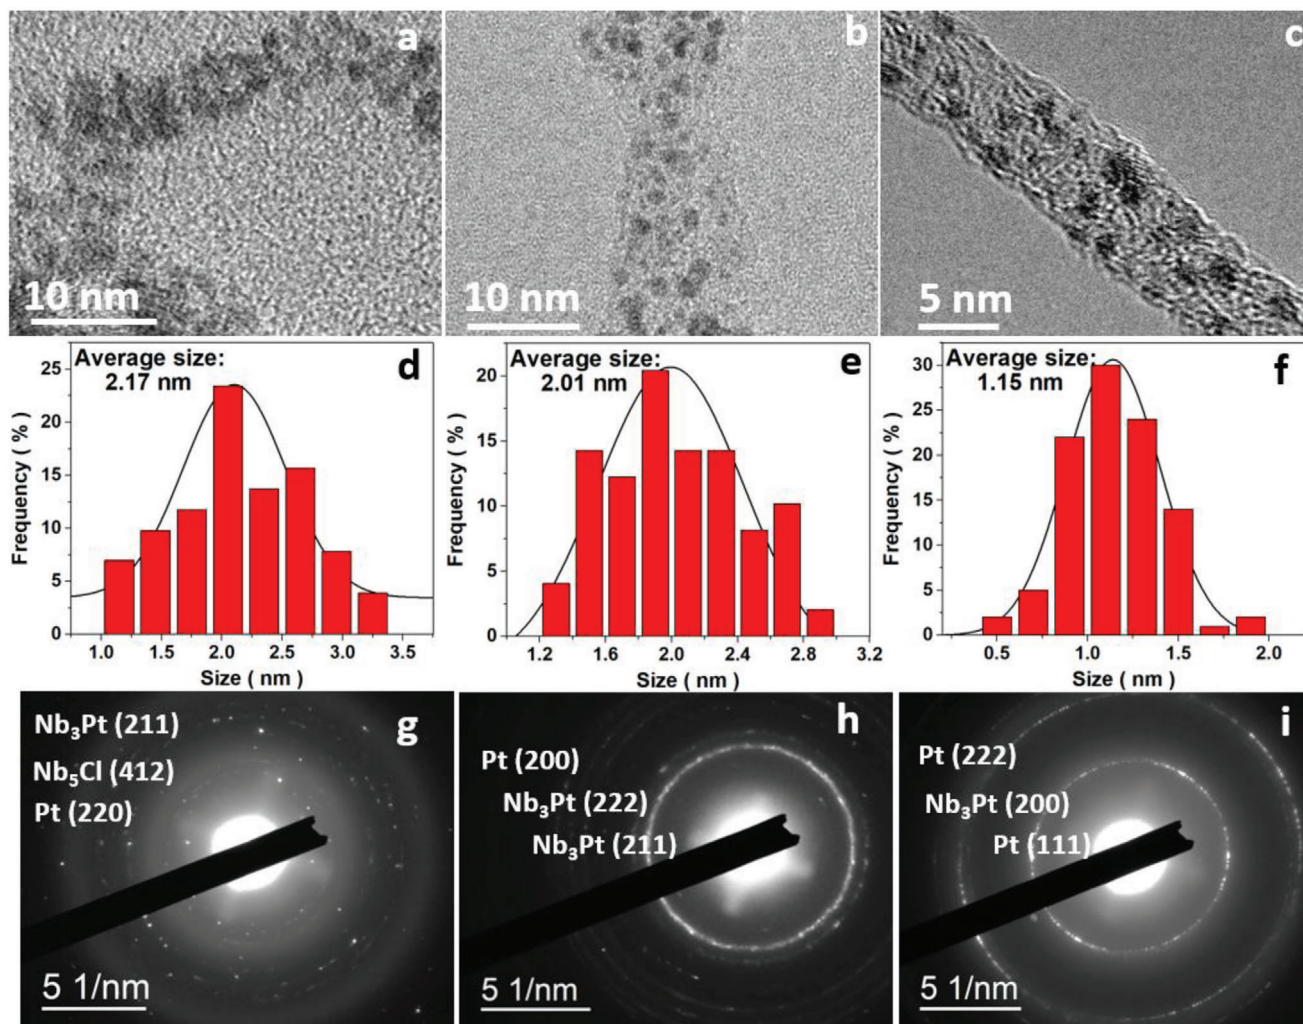 a
b
c
10 nm
10 nm
5 nm
Average size:
2.17 nm
d
25
20
15
10
5
0
Frequency ( % )
1.0 1.5 2.0 2.5 3.0 3.5
Size ( nm )
Average size:
2.01 nm
e
20
15
10
5
0
Frequency ( % )
1.2 1.6 2.0 2.4 2.8 3.2
Size ( nm )
Average size:
1.15 nm
f
30
25
20
15
10
5
0
Frequency ( % )
0.5 1.0 1.5 2.0
Size ( nm )
g
Nb₃Pt (211)
Nb₅Cl (412)
Pt (220)
5 1/nm
h
Pt (200)
Nb₃Pt (222)
Nb₃Pt (211)
5 1/nm
i
Pt (222)
Nb₃Pt (200)
Pt (111)
5 1/nm